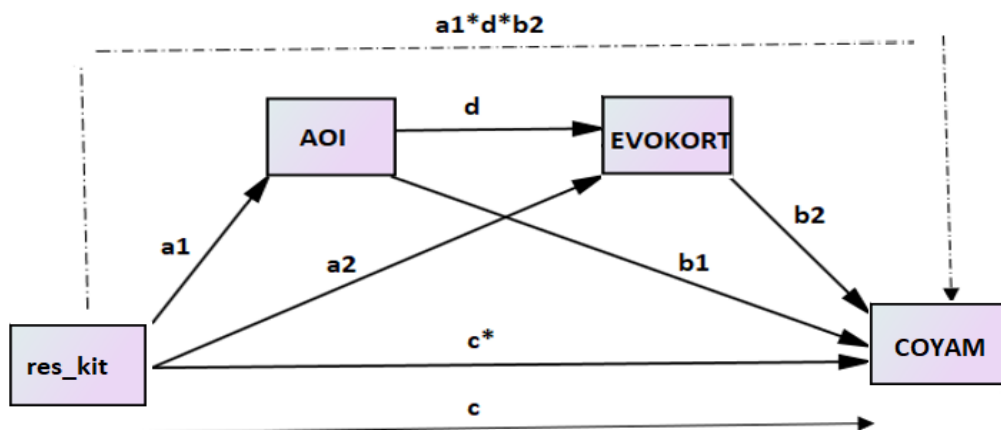 a1*d*b2
AOI
d
EVOKORT
a1
a2
b1
b2
res_kit
c*
COYAM
c